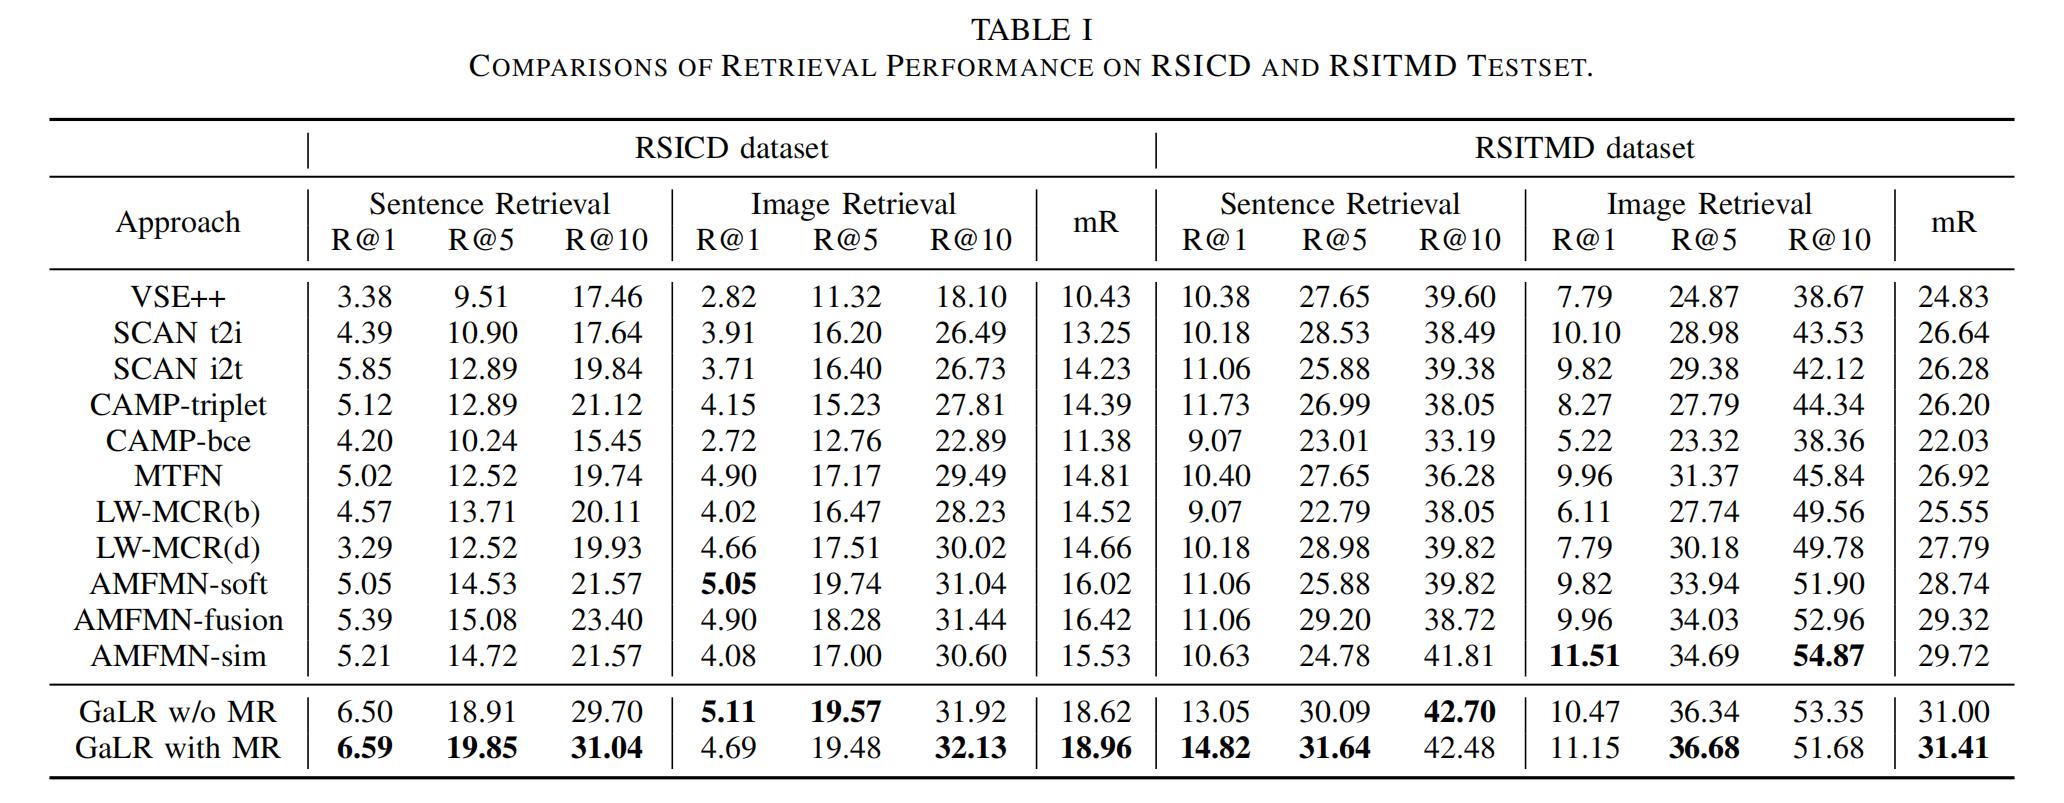 TABLE I
COMPARISONS OF RETRIEVAL PERFORMANCE ON RSICD AND RSITMD TESTSET.
RSICD dataset RSITMD dataset
Approach Sentence Retrieval Image Retrieval mR Sentence Retrieval Image Retrieval mR
R@1 R@5 R@10 R@1 R@5 R@10 R@1 R@5 R@10 R@1 R@5 R@10
VSE++ 3.38 9.51 17.46 2.82 11.32 18.10 10.43 10.38 27.65 39.60 7.79 24.87 38.67 24.83
SCAN t2i 4.39 10.90 17.64 3.91 16.20 26.49 13.25 10.18 28.53 38.49 10.10 28.98 43.53 26.64
SCAN i2t 5.85 12.89 19.84 3.71 16.40 26.73 14.23 11.06 25.88 39.38 9.82 29.38 42.12 26.28
CAMP-triplet 5.12 12.89 21.12 4.15 15.23 27.81 14.39 11.73 26.99 38.05 8.27 27.79 44.34 26.20
CAMP-bce 4.20 10.24 15.45 2.72 12.76 22.89 11.38 9.07 23.01 33.19 5.22 23.32 38.36 22.03
MTFN 5.02 12.52 19.74 4.90 17.17 29.49 14.81 10.40 27.65 36.28 9.96 31.37 45.84 26.92
LW-MCR(b) 4.57 13.71 20.11 4.02 16.47 28.23 14.52 9.07 22.79 38.05 6.11 27.74 49.56 25.55
LW-MCR(d) 3.29 12.52 19.93 4.66 17.51 30.02 14.66 10.18 28.98 39.82 7.79 30.18 49.78 27.79
AMFMN-soft 5.05 14.53 21.57 5.05 19.74 31.04 16.02 11.06 25.88 39.82 9.82 33.94 51.90 28.74
AMFMN-fusion 5.39 15.08 23.40 4.90 18.28 31.44 16.42 11.06 29.20 38.72 9.96 34.03 52.96 29.32
AMFMN-sim 5.21 14.72 21.57 4.08 17.00 30.60 15.53 10.63 24.78 41.81 11.51 34.69 54.87 29.72
GaLR w/o MR 6.50 18.91 29.70 5.11 19.57 31.92 18.62 13.05 30.09 42.70 10.47 36.34 53.35 31.00
GaLR with MR 6.59 19.85 31.04 4.69 19.48 32.13 18.96 14.82 31.64 42.48 11.15 36.68 51.68 31.41